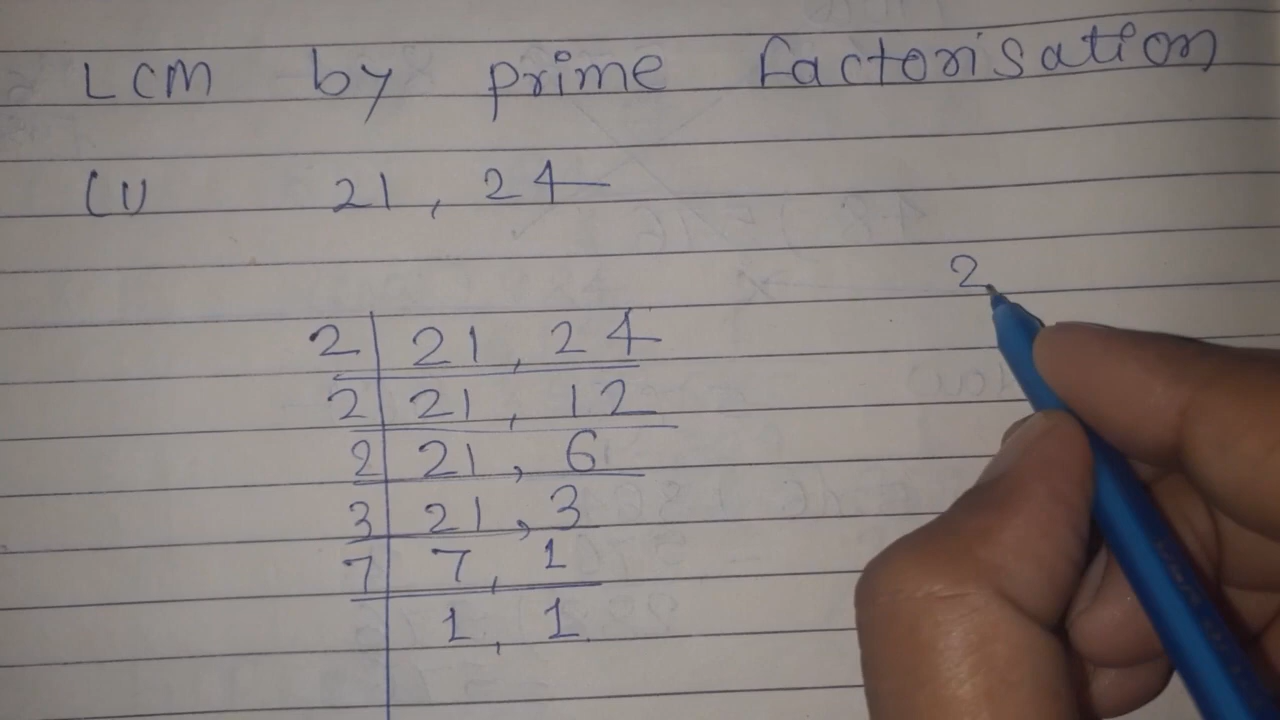 LCM by prime factorisation
(1) 21, 24
2
2 | 21, 24
2 | 21, 12
2 | 21, 6
3 | 21, 3
7 | 7, 1
1, 1